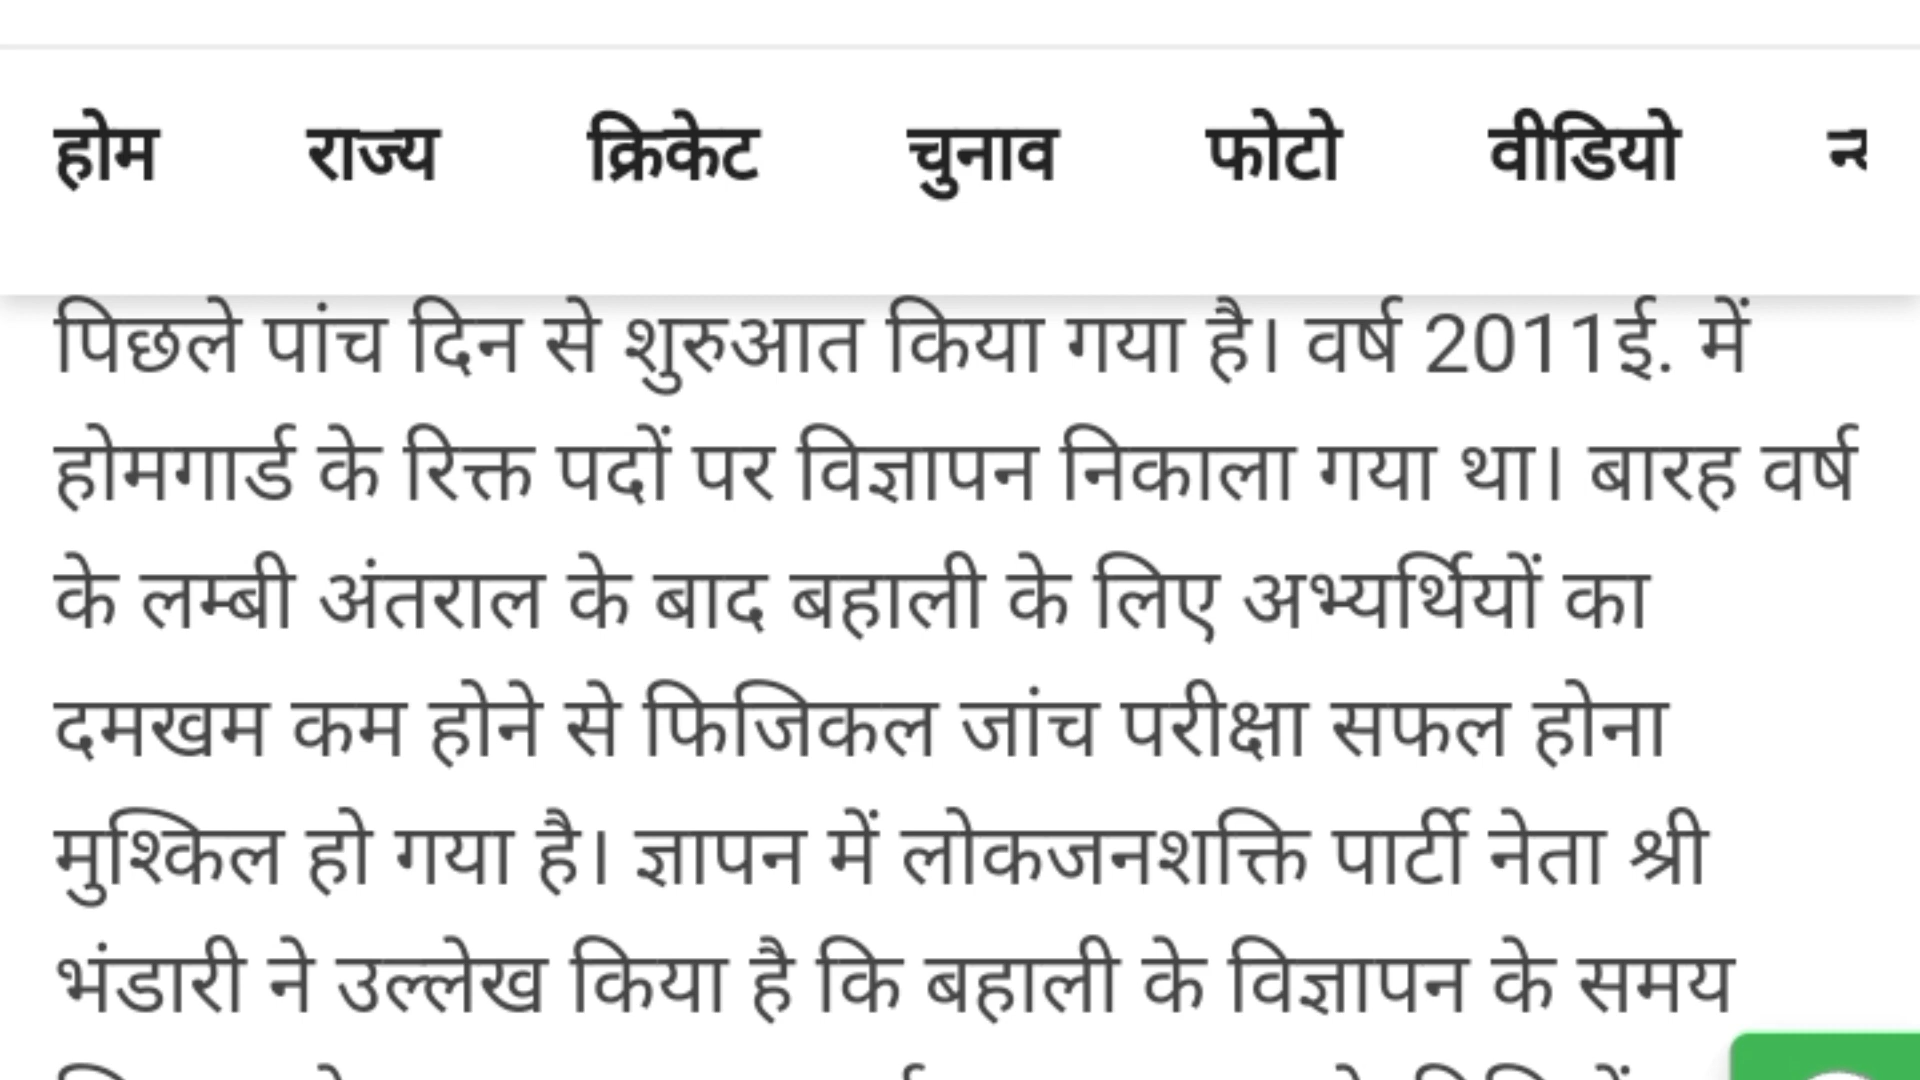 होम राज्य क्रिकेट चुनाव फोटो वीडियो
पिछले पांच दिन से शुरुआत किया गया है। वर्ष 2011ई. में
होमगार्ड के रिक्त पदों पर विज्ञापन निकाला गया था। बारह वर्ष
के लम्बी अंतराल के बाद बहाली के लिए अभ्यर्थियों का
दमखम कम होने से फिजिकल जांच परीक्षा सफल होना
मुश्किल हो गया है। ज्ञापन में लोकजनशक्ति पार्टी नेता श्री
भंडारी ने उल्लेख किया है कि बहाली के विज्ञापन के समय